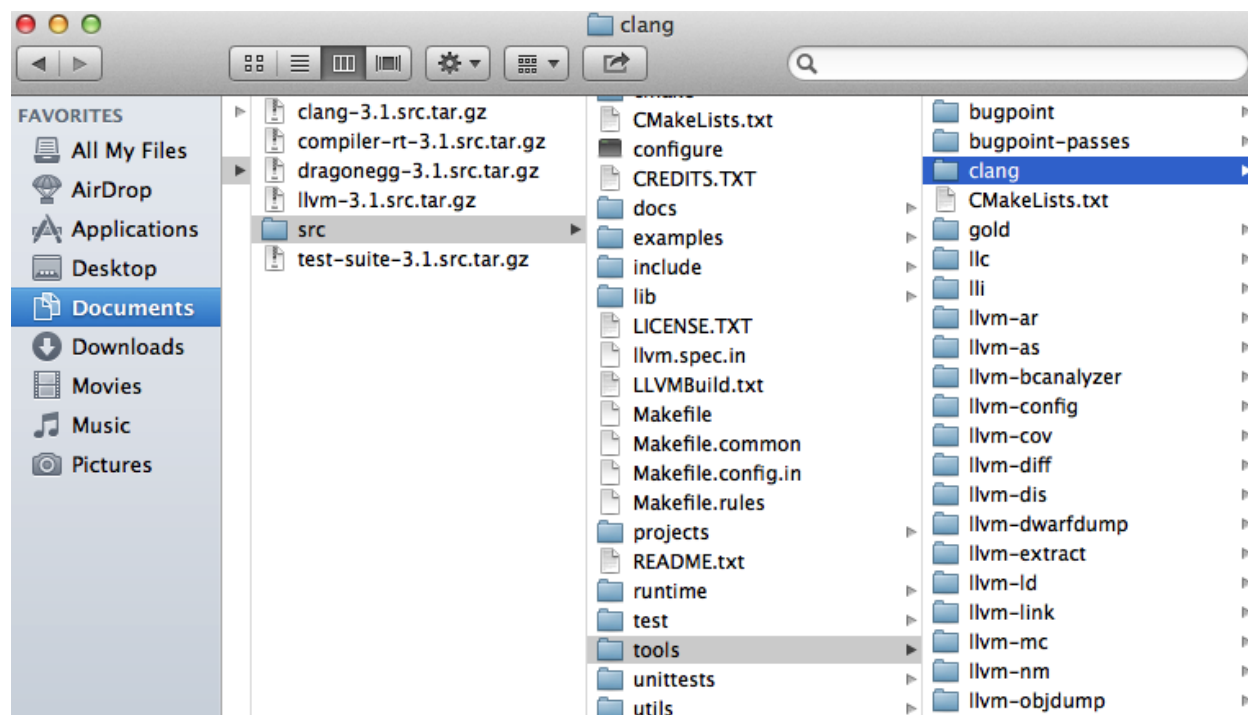 clang
FAVORITES
All My Files
AirDrop
Applications
Desktop
Documents
Downloads
Movies
Music
Pictures
clang-3.1.src.tar.gz
compiler-rt-3.1.src.tar.gz
dragonegg-3.1.src.tar.gz
llvm-3.1.src.tar.gz
src
test-suite-3.1.src.tar.gz
CMakeLists.txt
configure
CREDITS.TXT
docs
examples
include
lib
LICENSE.TXT
llvm.spec.in
LLVMBuild.txt
Makefile
Makefile.common
Makefile.config.in
Makefile.rules
projects
README.txt
runtime
test
tools
unittests
utils
bugpoint
bugpoint-passes
clang
CMakeLists.txt
gold
llc
lli
llvm-ar
llvm-as
llvm-bcanalyzer
llvm-config
llvm-cov
llvm-diff
llvm-dis
llvm-dwarfdump
llvm-extract
llvm-ld
llvm-link
llvm-mc
llvm-nm
llvm-objdump